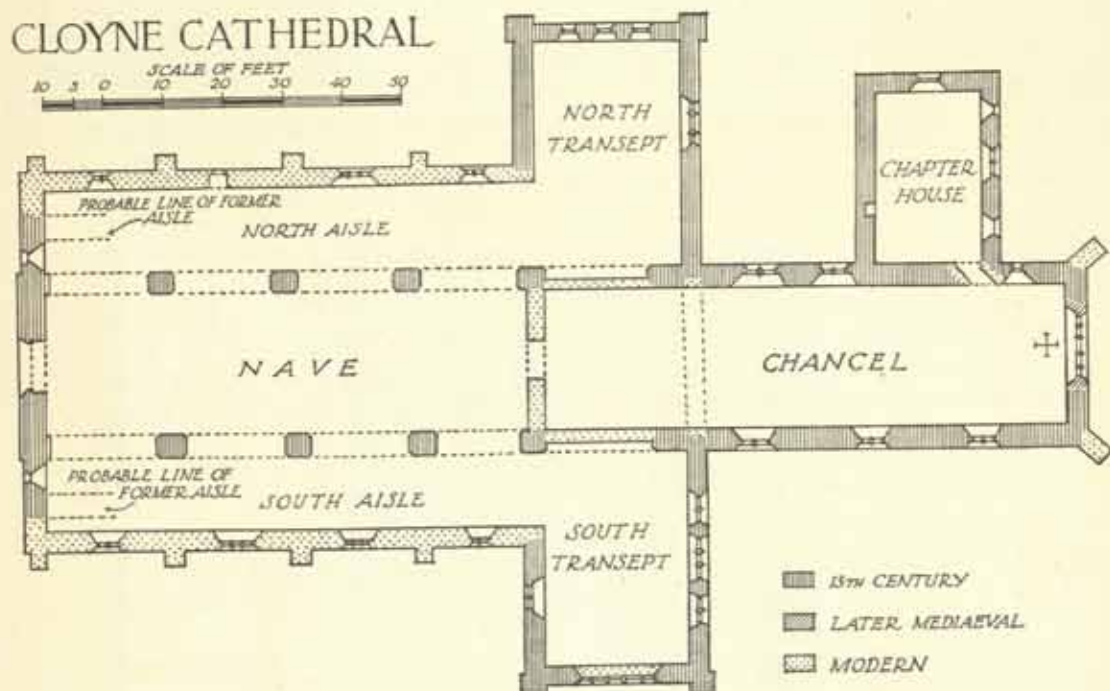 CLOYNE CATHEDRAL
SCALE OF FEET
10 5 0 10 20 30 40 50
NORTH
TRANSEPT
CHAPTER
HOUSE
PROBABLE LINE OF FORMER
AISLE
NORTH AISLE
NAVE
CHANCEL
PROBABLE LINE OF
FORMER AISLE
SOUTH AISLE
SOUTH
TRANSEPT
13TH CENTURY
LATER MEDIAEVAL
MODERN